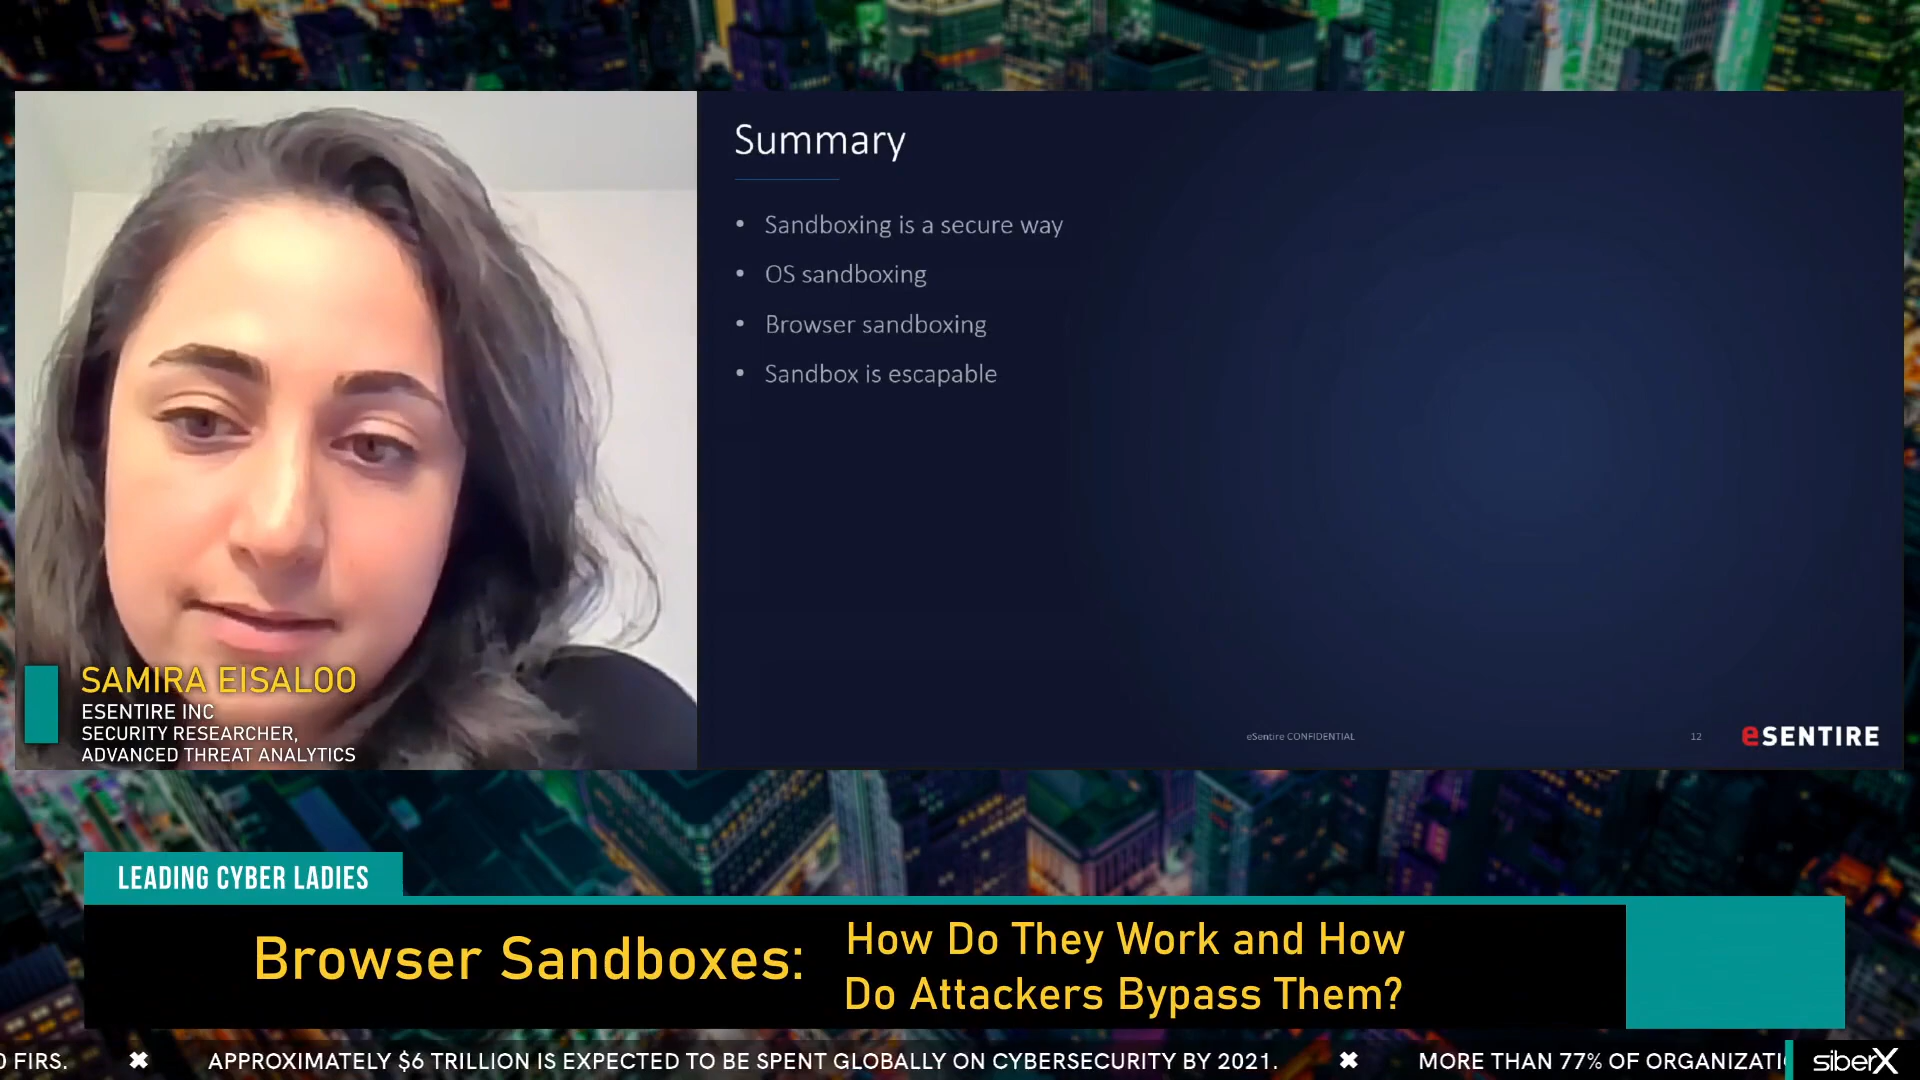 Summary
• Sandboxing is a secure way
• OS sandboxing
• Browser sandboxing
• Sandbox is escapable
SAMIRA EISALOO
ESENTIRE INC
SECURITY RESEARCHER,
ADVANCED THREAT ANALYTICS
eSentire CONFIDENTIAL
12
eSENTIRE
LEADING CYBER LADIES
Browser Sandboxes:
How Do They Work and How
Do Attackers Bypass Them?
FIRS. ✖ APPROXIMATELY $6 TRILLION IS EXPECTED TO BE SPENT GLOBALLY ON CYBERSECURITY BY 2021. ✖ MORE THAN 77% OF
siberX